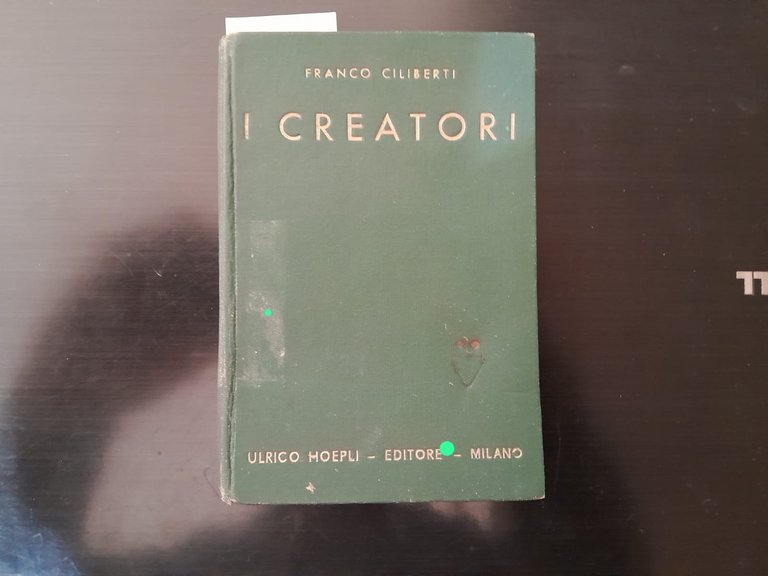 FRANCO CILIBERTI
I CREATORI
ULRICO HOEPLI – EDITORE – MILANO